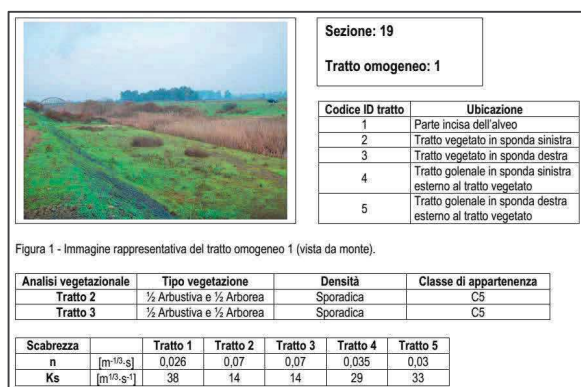 Sezione: 19
Tratto omogeneo: 1
Codice ID tratto Ubicazione
1 Parte incisa dell'alveo
2 Tratto vegetato in sponda sinistra
3 Tratto vegetato in sponda destra
4 Tratto golenale in sponda sinistra
esterno al tratto vegetato
5 Tratto golenale in sponda destra
esterno al tratto vegetato
Figura 1 - Immagine rappresentativa del tratto omogeneo 1 (vista da monte).
Analisi vegetazionale Tipo vegetazione Densità Classe di appartenenza
Tratto 2 ½ Arbustiva e ½ Arborea Sporadica C5
Tratto 3 ½ Arbustiva e ½ Arborea Sporadica C5
Scabrezza Tratto 1 Tratto 2 Tratto 3 Tratto 4 Tratto 5
n [m-1/3·s] 0,026 0,07 0,07 0,035 0,03
Ks [m1/3·s-1] 38 14 14 29 33